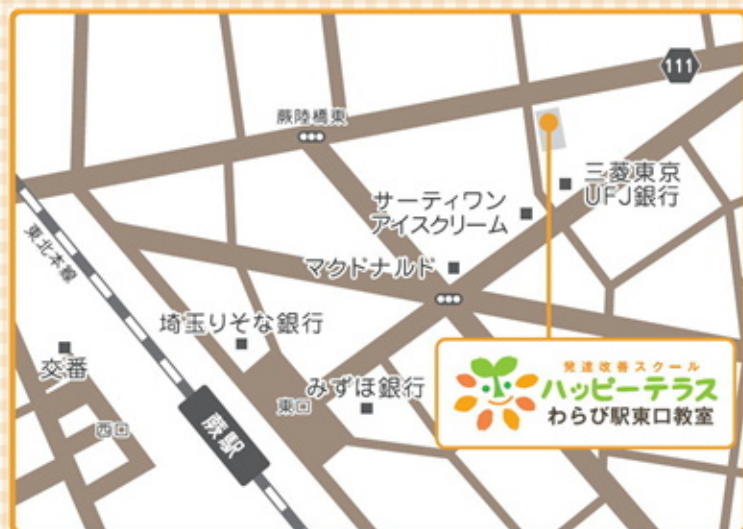 111
蕨陸橋東
三菱東京
UFJ銀行
サーティワン
アイスクリーム
東北本線
マクドナルド
埼玉りそな銀行
交番
みずほ銀行
東口
西口
蕨駅
発達改善スクール
ハッピーテラス
わらび駅東口教室